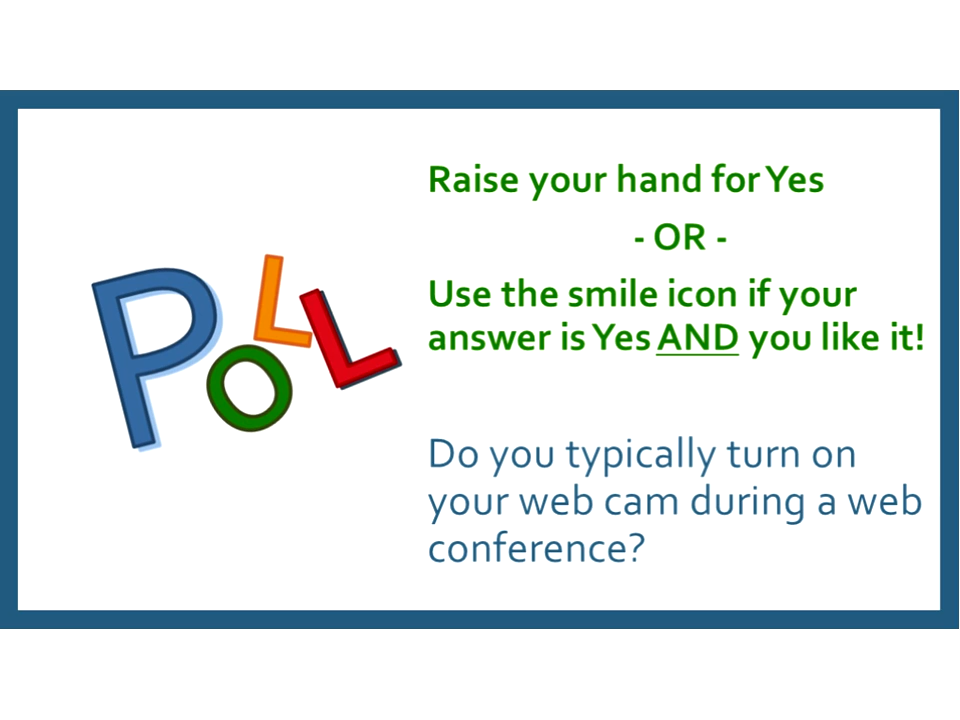 POLL
Raise your hand for Yes
- OR -
Use the smile icon if your
answer is Yes AND you like it!
Do you typically turn on
your web cam during a web
conference?